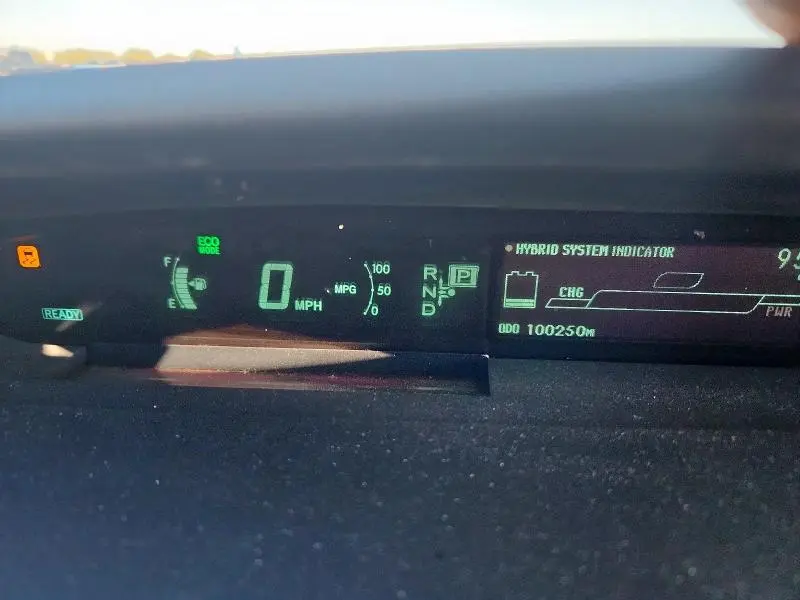 READY
ECO
MODE
F
E
0 MPH
MPG
100
50
0
R
N
D
B
P
HYBRID SYSTEM INDICATOR
CHG
PWR
ODO 100250MI